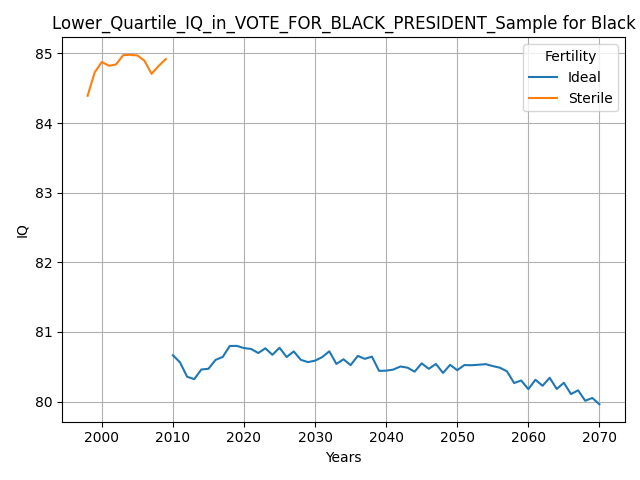 Lower_Quartile_IQ_in_VOTE_FOR_BLACK_PRESIDENT_Sample for Black
Fertility
Ideal
Sterile
85
84
83
82
81
80
IQ
2000 2010 2020 2030 2040 2050 2060 2070
Years